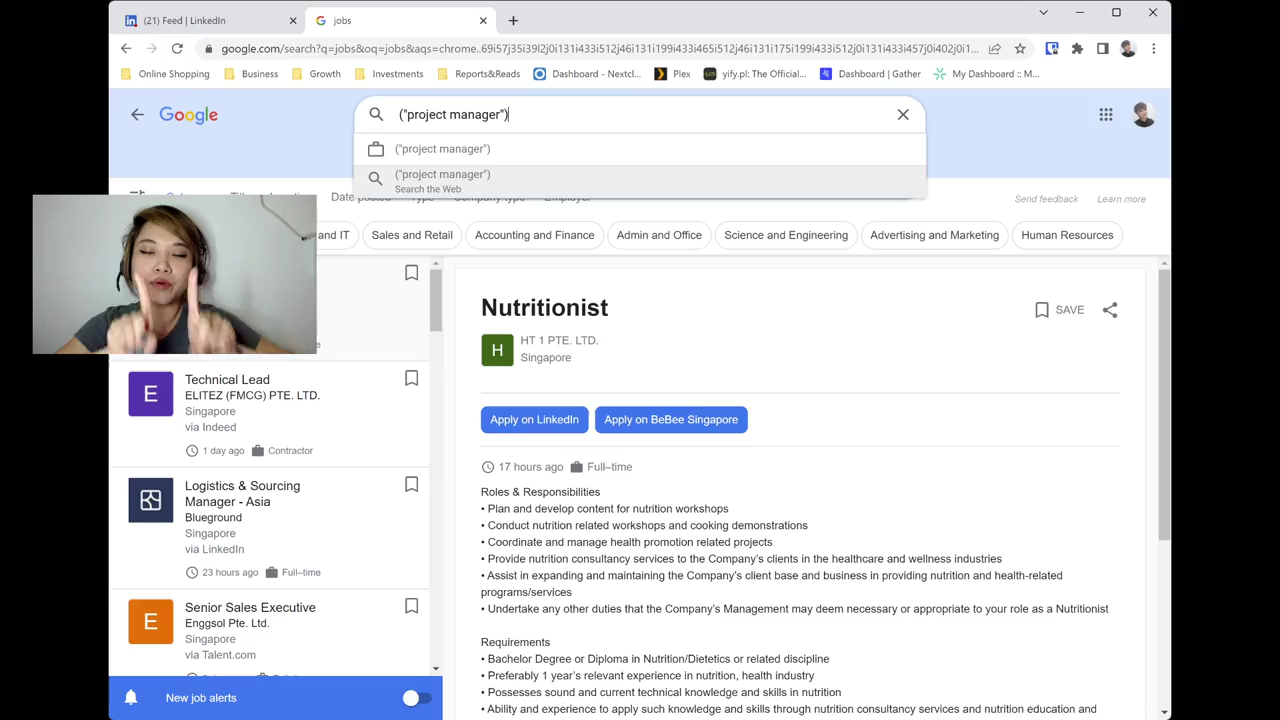 (21) Feed | LinkedIn
jobs
google.com/search?q=jobs&oq=jobs&aqs=chrome..69i57j35i39l2j0i131i433i512j46i131i199i433i465i512j46i131i175i199i433i512j0i131i433i457j0i402j0i1...
Online Shopping
Business
Growth
Investments
Reports&Reads
Dashboard - Nextcl...
Plex
yify.pl: The Official...
Dashboard | Gather
My Dashboard :: M...
Google
("project manager")
("project manager")
("project manager")
Search the Web
Date posted
Type
Company type
Employer
Send feedback
Learn more
and IT
Sales and Retail
Accounting and Finance
Admin and Office
Science and Engineering
Advertising and Marketing
Human Resources
Technical Lead
ELITEZ (FMCG) PTE. LTD.
Singapore
via Indeed
1 day ago
Contractor
E
Logistics & Sourcing
Manager - Asia
Blueground
Singapore
via LinkedIn
23 hours ago
Full–time
E
Senior Sales Executive
Enggsol Pte. Ltd.
Singapore
via Talent.com
New job alerts
Nutritionist
SAVE
H
HT 1 PTE. LTD.
Singapore
Apply on LinkedIn
Apply on BeBee Singapore
17 hours ago
Full–time
Roles & Responsibilities
• Plan and develop content for nutrition workshops
• Conduct nutrition related workshops and cooking demonstrations
• Coordinate and manage health promotion related projects
• Provide nutrition consultancy services to the Company's clients in the healthcare and wellness industries
• Assist in expanding and maintaining the Company's client base and business in providing nutrition and health-related
programs/services
• Undertake any other duties that the Company's Management may deem necessary or appropriate to your role as a Nutritionist
Requirements
• Bachelor Degree or Diploma in Nutrition/Dietetics or related discipline
• Preferably 1 year's relevant experience in nutrition, health industry
• Possesses sound and current technical knowledge and skills in nutrition
• Ability and experience to apply such knowledge and skills through nutrition consultancy services and nutrition education and